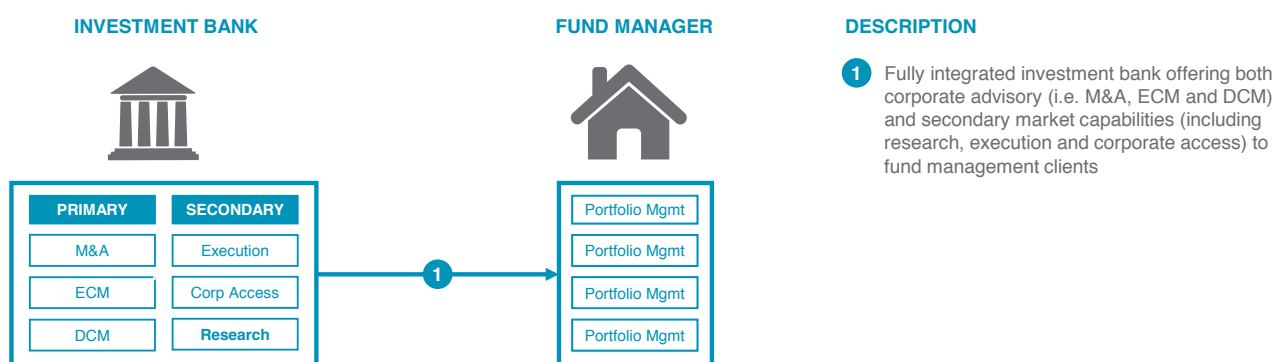 INVESTMENT BANK
FUND MANAGER
DESCRIPTION
1 Fully integrated investment bank offering both
corporate advisory (i.e. M&A, ECM and DCM)
and secondary market capabilities (including
research, execution and corporate access) to
fund management clients
PRIMARY
SECONDARY
M&A
Execution
ECM
Corp Access
DCM
Research
1
Portfolio Mgmt
Portfolio Mgmt
Portfolio Mgmt
Portfolio Mgmt